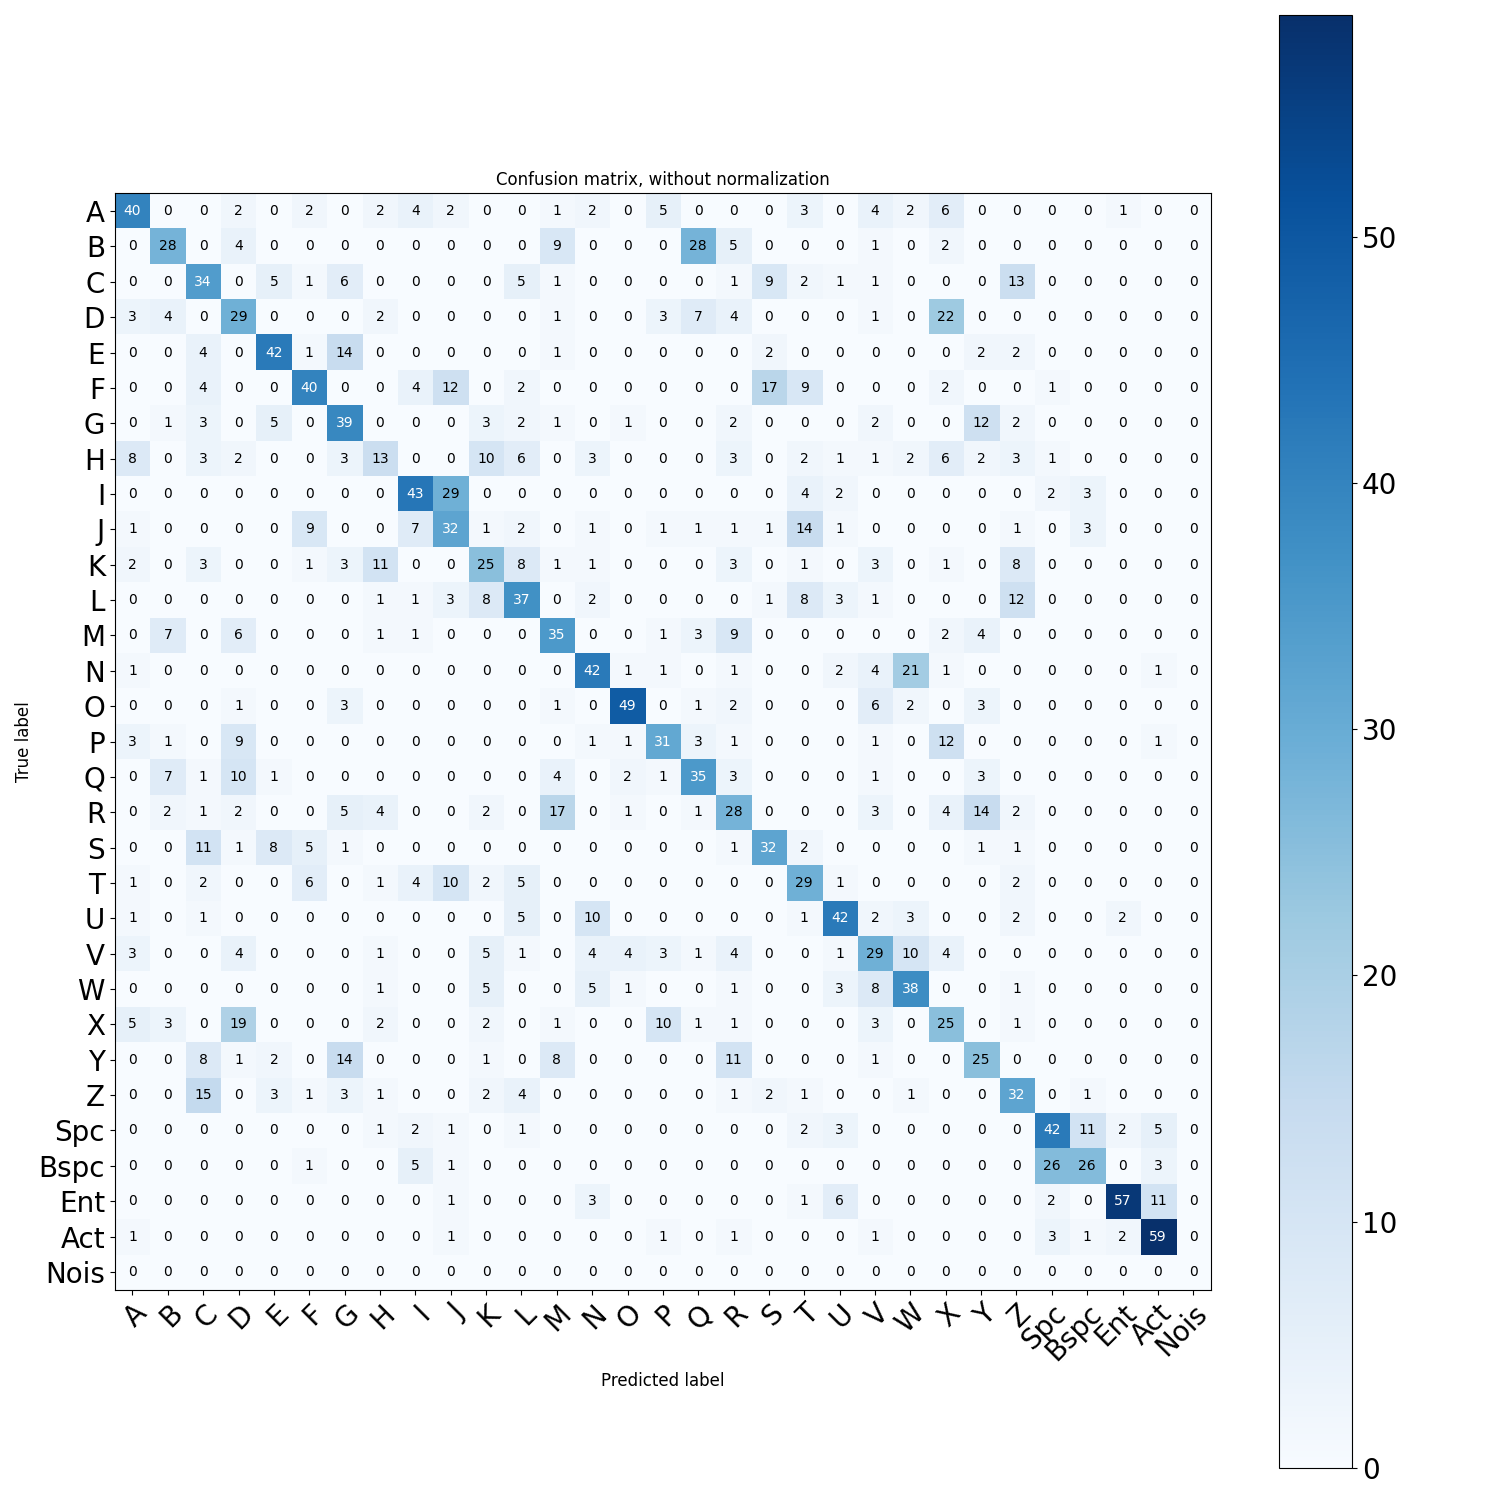 Confusion matrix, without normalization
A 40 0 0 2 0 2 0 2 4 2 0 0 1 2 0 5 0 0 0 3 0 4 2 6 0 0 0 0 1 0 0
B 0 28 0 4 0 0 0 0 0 0 0 0 9 0 0 0 28 5 0 0 0 1 0 2 0 0 0 0 0 0 0
C 0 0 34 0 5 1 6 0 0 0 0 5 1 0 0 0 0 1 9 2 1 1 0 0 0 13 0 0 0 0 0
D 3 4 0 29 0 0 0 2 0 0 0 0 1 0 0 3 7 4 0 0 0 1 0 22 0 0 0 0 0 0 0
E 0 0 4 0 42 1 14 0 0 0 0 0 1 0 0 0 0 0 2 0 0 0 0 0 2 2 0 0 0 0 0
F 0 0 4 0 0 40 0 0 4 12 0 2 0 0 0 0 0 0 17 9 0 0 0 2 0 0 1 0 0 0 0
G 0 1 3 0 5 0 39 0 0 0 3 2 1 0 1 0 0 2 0 0 0 2 0 0 12 2 0 0 0 0 0
H 8 0 3 2 0 0 3 13 0 0 10 6 0 3 0 0 0 3 0 2 1 1 2 6 2 3 1 0 0 0 0
I 0 0 0 0 0 0 0 0 43 29 0 0 0 0 0 0 0 0 0 4 2 0 0 0 0 0 2 3 0 0 0
J 1 0 0 0 0 9 0 0 7 32 1 2 0 1 0 1 1 1 1 14 1 0 0 0 0 1 0 3 0 0 0
K 2 0 3 0 0 1 3 11 0 0 25 8 1 1 0 0 0 3 0 1 0 3 0 1 0 8 0 0 0 0 0
L 0 0 0 0 0 0 0 1 1 3 8 37 0 2 0 0 0 0 1 8 3 1 0 0 0 12 0 0 0 0 0
M 0 7 0 6 0 0 0 1 1 0 0 0 35 0 0 1 3 9 0 0 0 0 0 2 4 0 0 0 0 0 0
N 1 0 0 0 0 0 0 0 0 0 0 0 0 42 1 1 0 1 0 0 2 4 21 1 0 0 0 0 0 1 0
O 0 0 0 1 0 0 3 0 0 0 0 0 1 0 49 0 1 2 0 0 0 6 2 0 3 0 0 0 0 0 0
P 3 1 0 9 0 0 0 0 0 0 0 0 0 1 1 31 3 1 0 0 0 1 0 12 0 0 0 0 0 1 0
Q 0 7 1 10 1 0 0 0 0 0 0 0 4 0 2 1 35 3 0 0 0 1 0 0 3 0 0 0 0 0 0
R 0 2 1 2 0 0 5 4 0 0 2 0 17 0 1 0 1 28 0 0 0 3 0 4 14 2 0 0 0 0 0
S 0 0 11 1 8 5 1 0 0 0 0 0 0 0 0 0 0 1 32 2 0 0 0 0 1 1 0 0 0 0 0
T 1 0 2 0 0 6 0 1 4 10 2 5 0 0 0 0 0 0 0 29 1 0 0 0 0 2 0 0 0 0 0
U 1 0 1 0 0 0 0 0 0 0 0 5 0 10 0 0 0 0 0 1 42 2 3 0 0 2 0 0 2 0 0
V 3 0 0 4 0 0 0 1 0 0 5 1 0 4 4 3 1 4 0 0 1 29 10 4 0 0 0 0 0 0 0
W 0 0 0 0 0 0 0 1 0 0 5 0 0 5 1 0 0 1 0 0 3 8 38 0 0 1 0 0 0 0 0
X 5 3 0 19 0 0 0 2 0 0 2 0 1 0 0 10 1 1 0 0 0 3 0 25 0 1 0 0 0 0 0
Y 0 0 8 1 2 0 14 0 0 0 1 0 8 0 0 0 0 11 0 0 0 1 0 0 25 0 0 0 0 0 0
Z 0 0 15 0 3 1 3 1 0 0 2 4 0 0 0 0 0 1 2 1 0 0 1 0 0 32 0 1 0 0 0
Spc 0 0 0 0 0 0 0 1 2 1 0 1 0 0 0 0 0 0 0 2 3 0 0 0 0 0 42 11 2 5 0
Bspc 0 0 0 0 0 1 0 0 5 1 0 0 0 0 0 0 0 0 0 0 0 0 0 0 0 0 26 26 0 3 0
Ent 0 0 0 0 0 0 0 0 0 1 0 0 0 3 0 0 0 0 0 1 6 0 0 0 0 0 2 0 57 11 0
Act 1 0 0 0 0 0 0 0 0 1 0 0 0 0 0 1 0 1 0 0 0 1 0 0 0 0 3 1 2 59 0
Nois 0 0 0 0 0 0 0 0 0 0 0 0 0 0 0 0 0 0 0 0 0 0 0 0 0 0 0 0 0 0 0
A B C D E F G H I J K L M N O P Q R S T U V W X Y Z Spc Bspc Ent Act Nois
Predicted label
True label
50
40
30
20
10
0